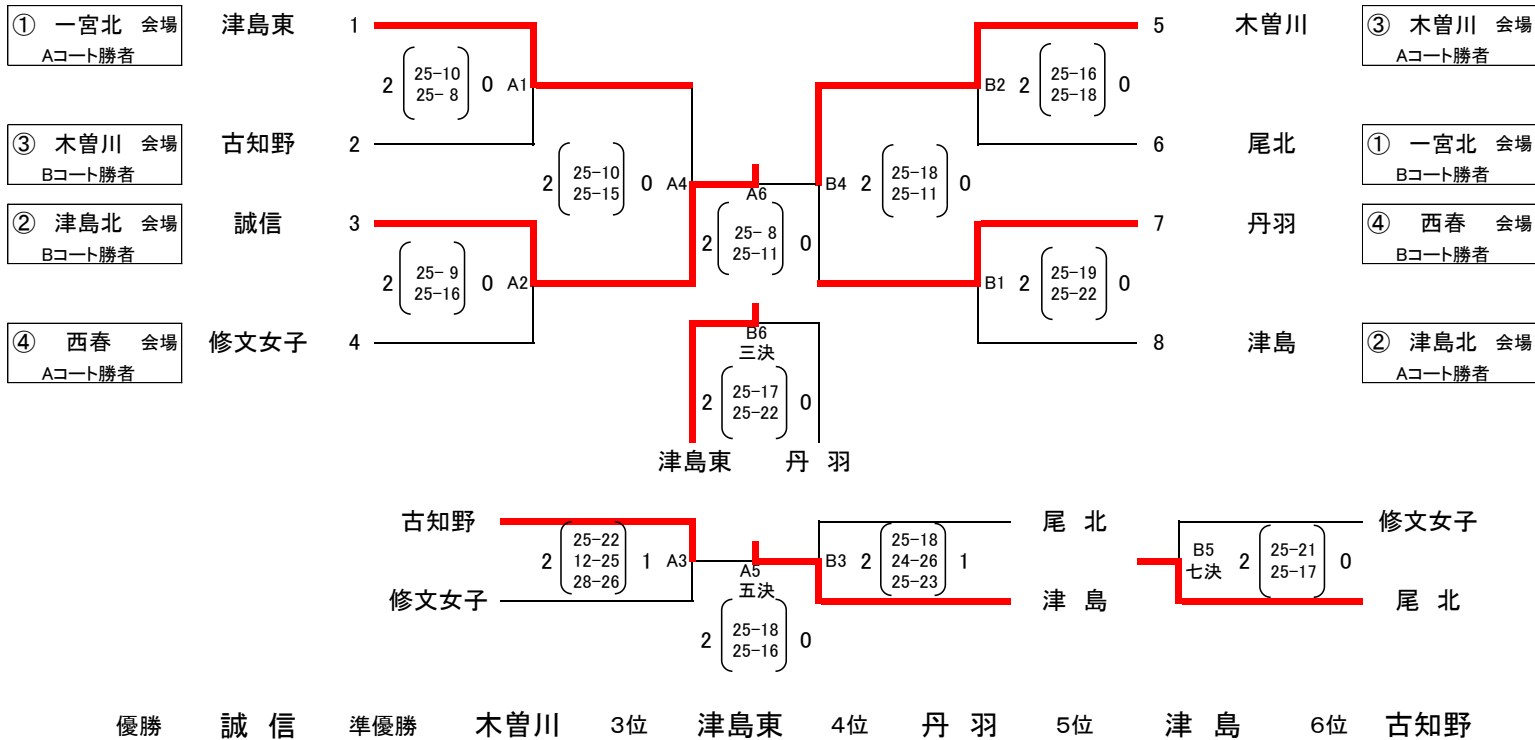 ① 一宮北 会場 津島東 1 5 木曽川 ③ 木曽川 会場
Aコート勝者 Aコート勝者
2 25-10 0 A1 B2 2 25-16 0
25- 8 25-18
③ 木曽川 会場 古知野 2 6 尾北 ① 一宮北 会場
Bコート勝者 Bコート勝者
2 25-10 0 A4 A6 B4 2 25-18 0
25-15 25-11
② 津島北 会場 誠信 3 7 丹羽 ④ 西春 会場
Bコート勝者 Bコート勝者
2 25- 8 0
25-11
2 25- 9 0 A2 B1 2 25-19 0
25-16 25-22
④ 西春 会場 修文女子 4 8 津島 ② 津島北 会場
Aコート勝者 Aコート勝者
B6
三決
2 25-17 0
25-22
津島東 丹 羽
古知野 尾 北 修文女子
2 25-22 1 A3 B3 2 25-18 1 B5 2 25-21 0
12-25 24-26 七決 25-17
28-26 25-23
A5
五決
修文女子 津 島 尾 北
2 25-18 0
25-16
優勝 誠 信 準優勝 木曽川 3位 津島東 4位 丹 羽 5位 津 島 6位 古知野